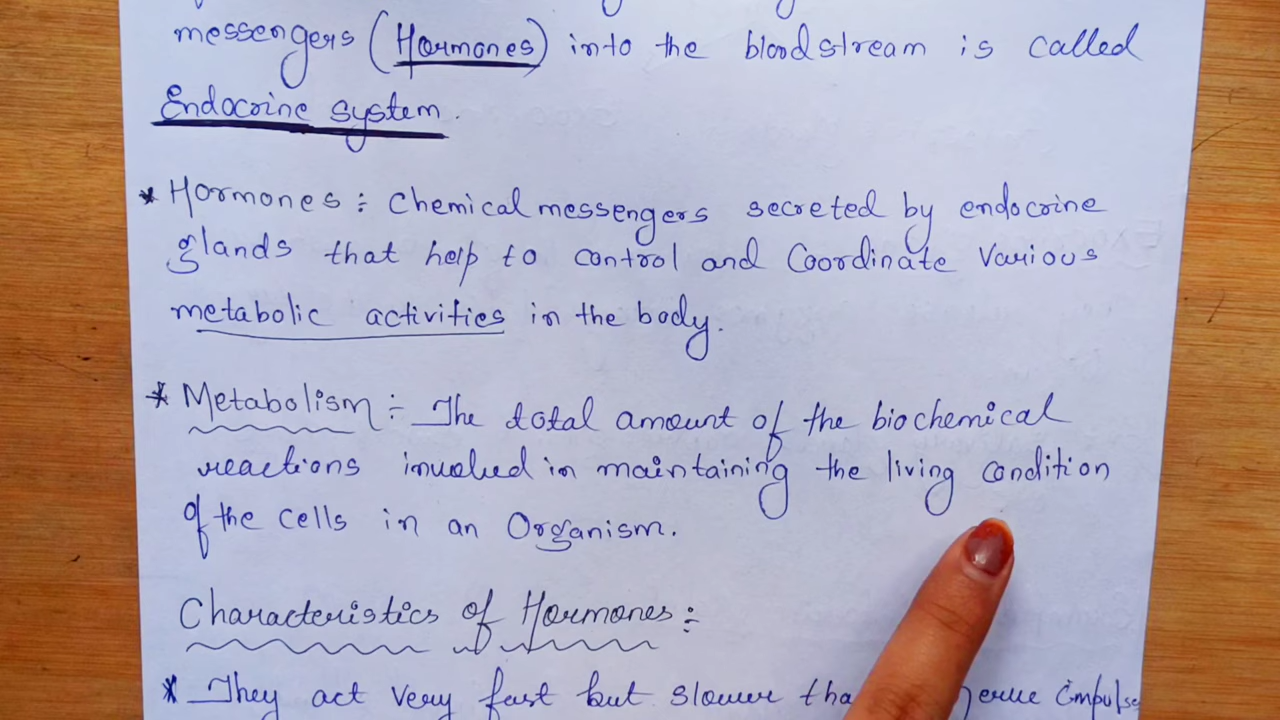 messengers (Hormones) into the bloodstream is called
Endocrine system.
* Hormones : Chemical messengers secreted by endocrine
glands that help to control and Coordinate Various
metabolic activities in the body.
* Metabolism :- The total amount of the biochemical
reactions involved in maintaining the living condition
of the cells in an Organism.
Characteristics of Hormones :-
* They act very fast but slower